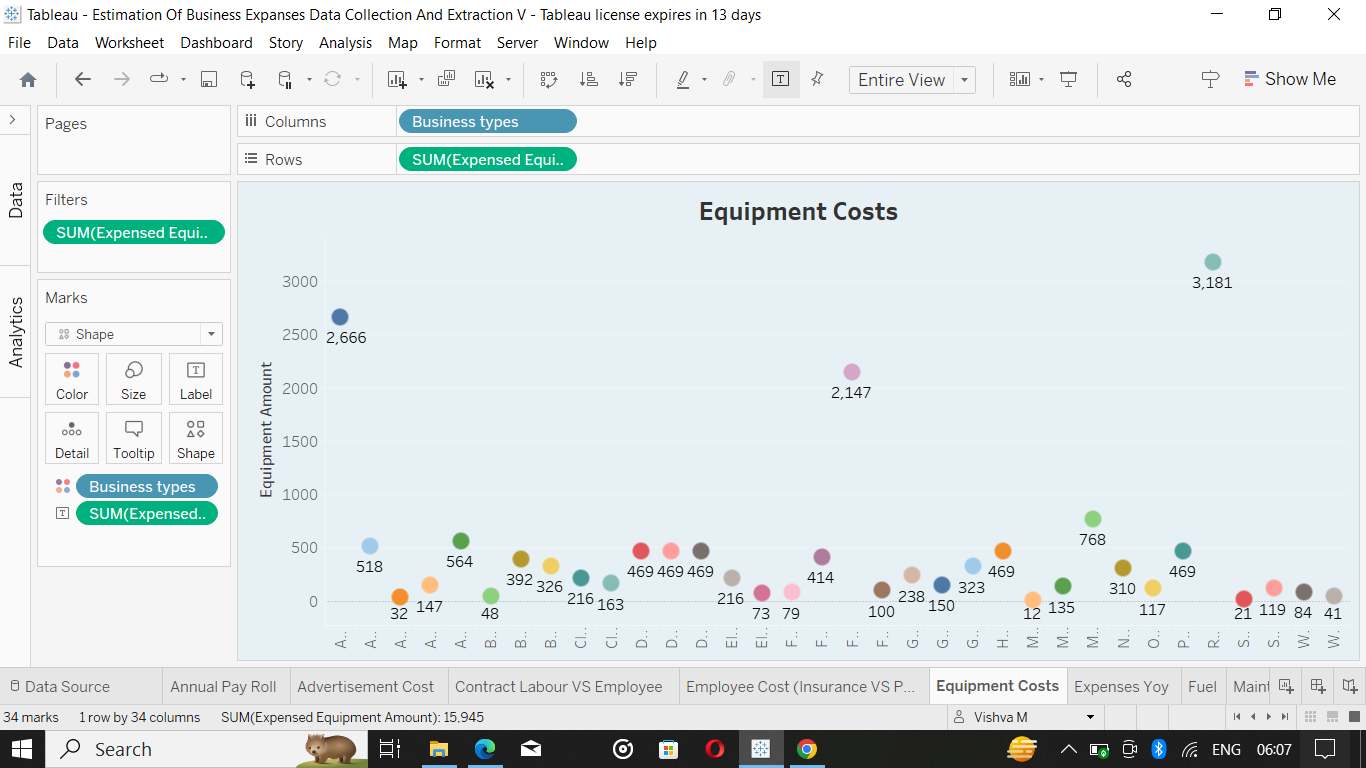 Tableau - Estimation Of Business Expanses Data Collection And Extraction V - Tableau license expires in 13 days
File Data Worksheet Dashboard Story Analysis Map Format Server Window Help
Entire View
Show Me
Pages
Columns
Business types
Rows
SUM(Expensed Equi..
Data
Analytics
Filters
SUM(Expensed Equi..
Marks
Shape
Color Size Label
Detail Tooltip Shape
Business types
SUM(Expensed..
Equipment Costs
Equipment Amount
3000
2500
2000
1500
1000
500
0
2,666
518
32
147
564
48
392
326
216
163
469
469
469
216
73
79
414
2,147
100
238
150
323
469
12
135
768
310
117
469
3,181
21
119
84
41
A.. A.. A.. A.. A.. B.. B.. B.. Cl.. Cl.. D.. D.. D.. El.. El.. F.. F.. F.. F.. G.. G.. G.. H.. M.. M.. M.. N.. O.. P.. R.. S.. S.. W.. W..
Data Source Annual Pay Roll Advertisement Cost Contract Labour VS Employee Employee Cost (Insurance VS P... Equipment Costs Expenses Yoy Fuel Maint
34 marks 1 row by 34 columns SUM(Expensed Equipment Amount): 15,945
Vishva M
Search
ENG 06:07